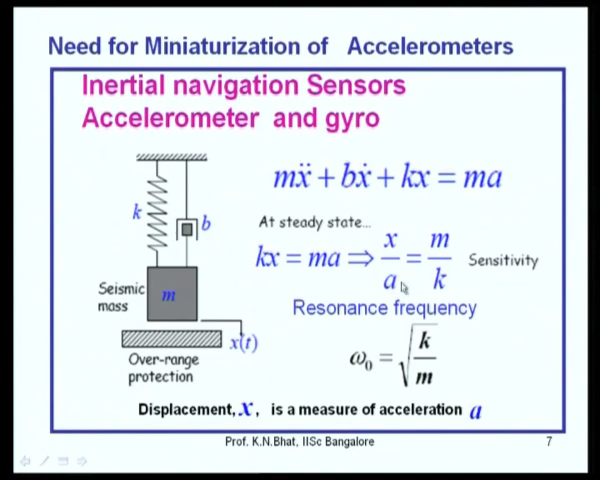 Need for Miniaturization of Accelerometers
Inertial navigation Sensors
Accelerometer and gyro
mẍ + bẋ + kx = ma
k
b
At steady state...
kx = ma ⇒ x/a = m/k Sensitivity
Seismic
mass
m
Resonance frequency
x(t)
Over-range
protection
ω₀ = √(k/m)
Displacement, x, is a measure of acceleration a
Prof. K.N.Bhat, IISc Bangalore
7